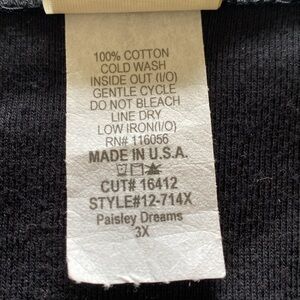 100% COTTON
COLD WASH
INSIDE OUT (I/O)
GENTLE CYCLE
DO NOT BLEACH
LINE DRY
LOW IRON(I/O)
RN# 116056
MADE IN U.S.A.
CUT# 16412
STYLE#12-714X
Paisley Dreams
3X